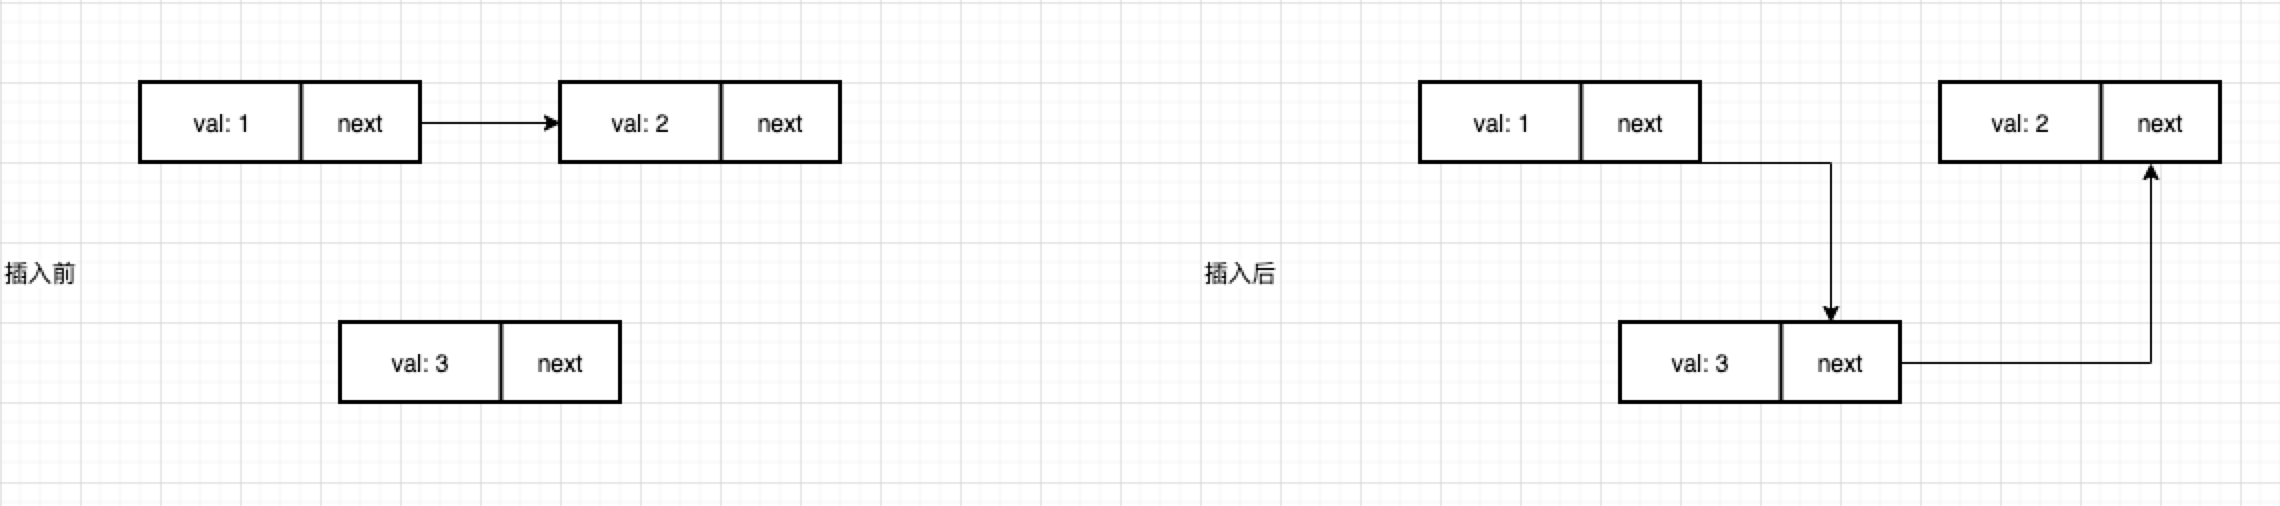 val: 1 next val: 2 next
插入前
val: 3 next
val: 1 next val: 2 next
插入后
val: 3 next